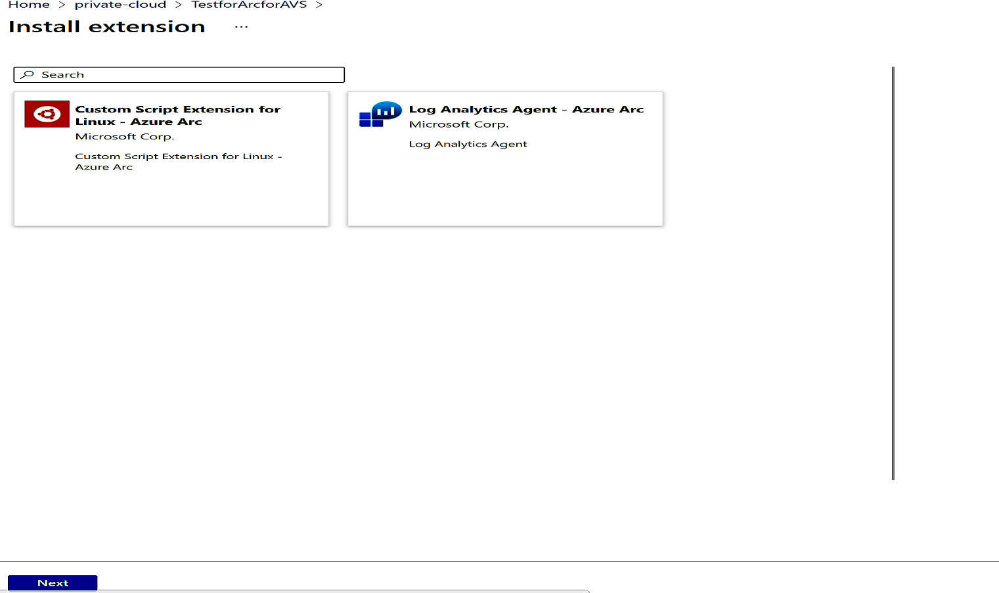 Home > private-cloud > TestforArcforAVS >
Install extension ...
Search
Custom Script Extension for
Linux - Azure Arc
Microsoft Corp.
Custom Script Extension for Linux -
Azure Arc
Log Analytics Agent - Azure Arc
Microsoft Corp.
Log Analytics Agent
Next